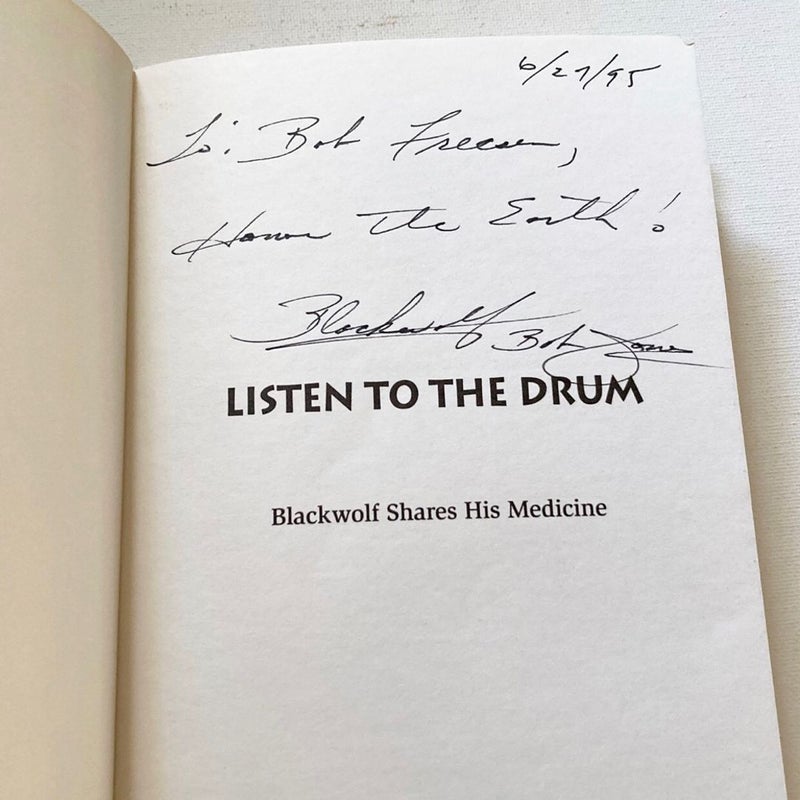 6/27/95
To: Bob Freeson,
Honor The Earth!
Blackwolf Bob Jones
LISTEN TO THE DRUM
Blackwolf Shares His Medicine